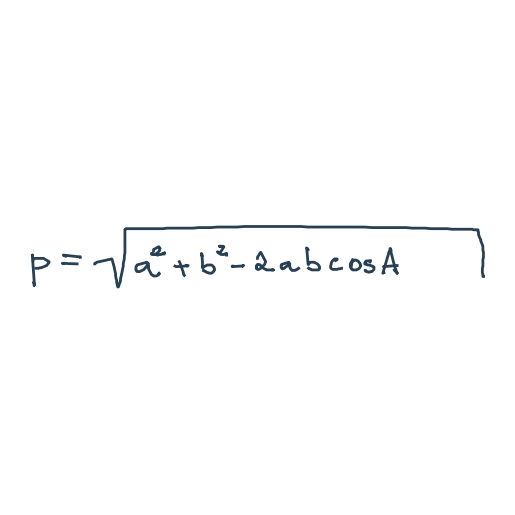 p = √(a² + b² - 2abcosA)